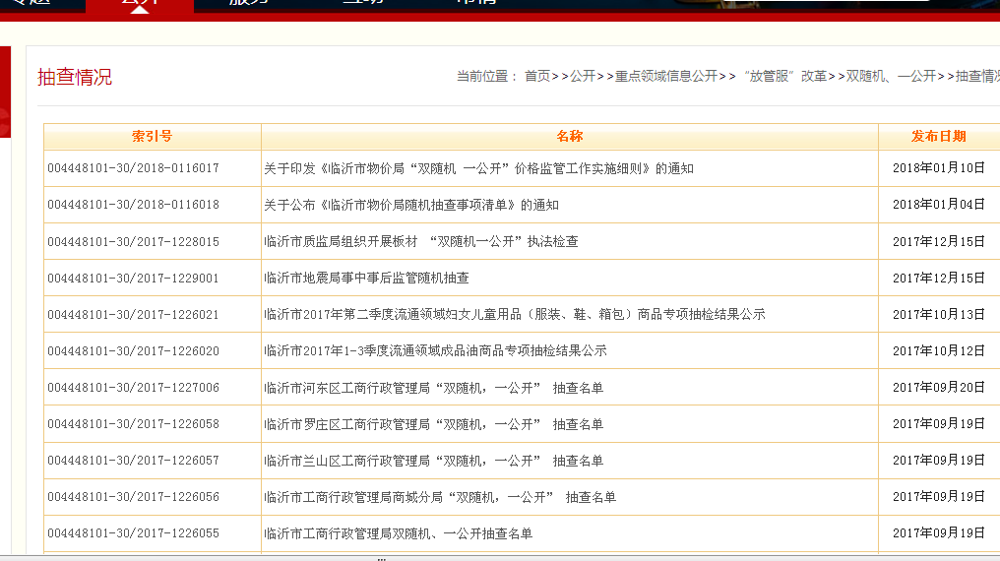 专题 公开 服务 互动
抽查情况
当前位置： 首页>>公开>>重点领域信息公开>> “放管服” 改革>>双随机、一公开>>抽查情况
索引号 名称 发布日期
004448101-30/2018-0116017 关于印发《临沂市物价局“双随机 一公开”价格监管工作实施细则》的通知 2018年01月10日
004448101-30/2018-0116018 关于公布《临沂市物价局随机抽查事项清单》的通知 2018年01月04日
004448101-30/2017-1228015 临沂市质监局组织开展板材 “双随机一公开”执法检查 2017年12月15日
004448101-30/2017-1229001 临沂市地震局事中事后监管随机抽查 2017年12月15日
004448101-30/2017-1226021 临沂市2017年第二季度流通领域妇女儿童用品（服装、鞋、箱包）商品专项抽检结果公示 2017年10月13日
004448101-30/2017-1226020 临沂市2017年1-3季度流通领域成品油商品专项抽检结果公示 2017年10月12日
004448101-30/2017-1227006 临沂市河东区工商行政管理局“双随机，一公开” 抽查名单 2017年09月20日
004448101-30/2017-1226058 临沂市罗庄区工商行政管理局“双随机，一公开” 抽查名单 2017年09月19日
004448101-30/2017-1226057 临沂市兰山区工商行政管理局“双随机，一公开” 抽查名单 2017年09月19日
004448101-30/2017-1226056 临沂市工商行政管理局商城分局“双随机，一公开” 抽查名单 2017年09月19日
004448101-30/2017-1226055 临沂市工商行政管理局双随机、一公开抽查名单 2017年09月19日